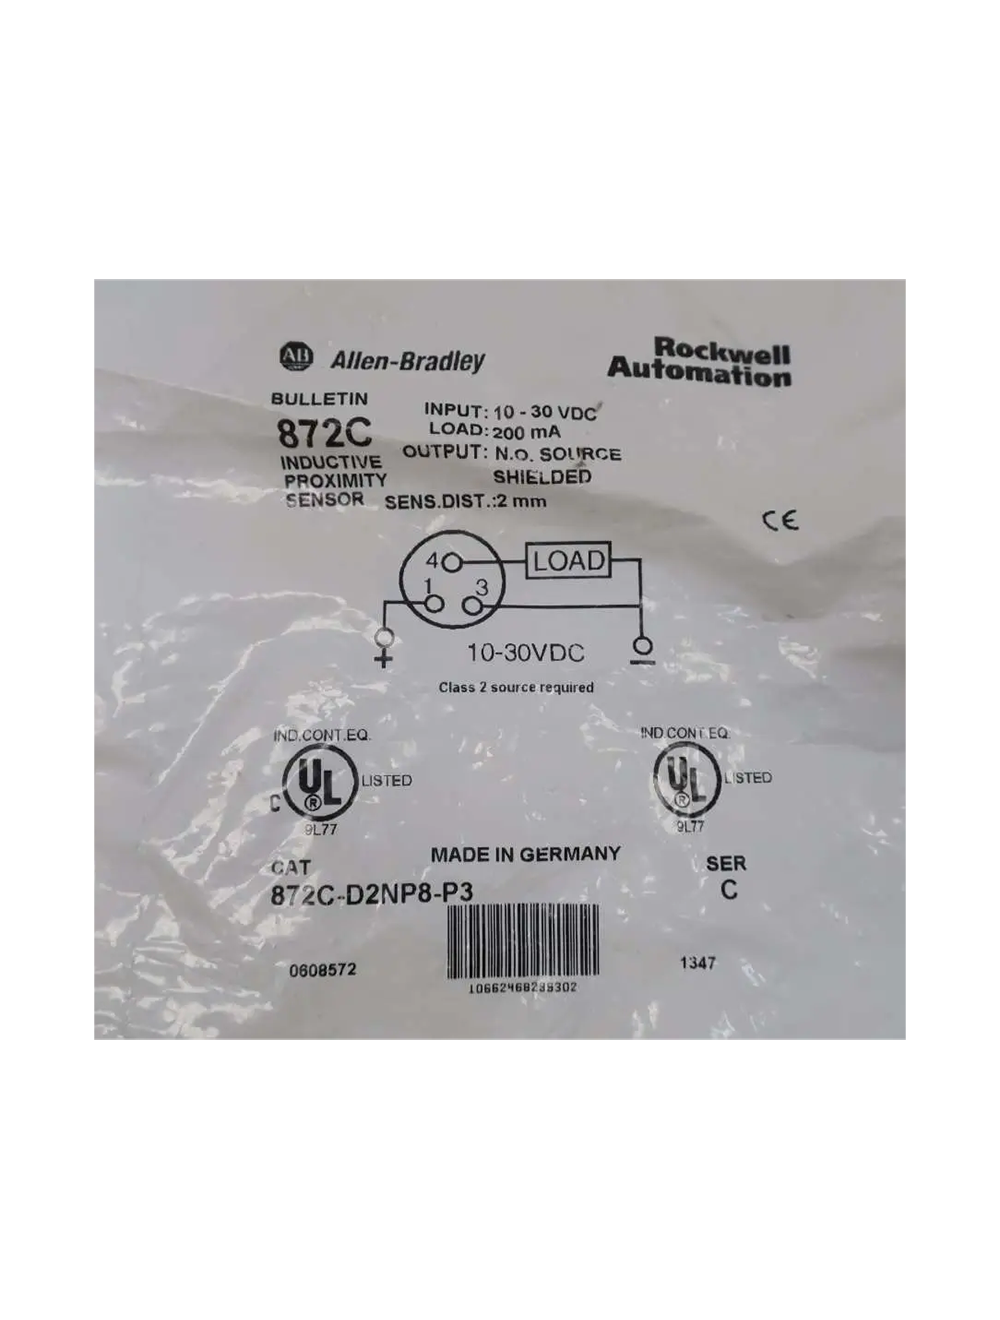 AB Allen-Bradley
Rockwell
Automation
BULLETIN
872C
INDUCTIVE
PROXIMITY
SENSOR
INPUT: 10 - 30 VDC
LOAD: 200 mA
OUTPUT: N.O. SOURCE
SHIELDED
SENS.DIST.:2 mm
CE
4
LOAD
1
3
+
10-30VDC
−
Class 2 source required
IND.CONT.EQ.
C UL ® LISTED
9L77
IND.CONT.EQ.
UL ® LISTED
9L77
MADE IN GERMANY
CAT
872C-D2NP8-P3
SER
C
0608572
1347